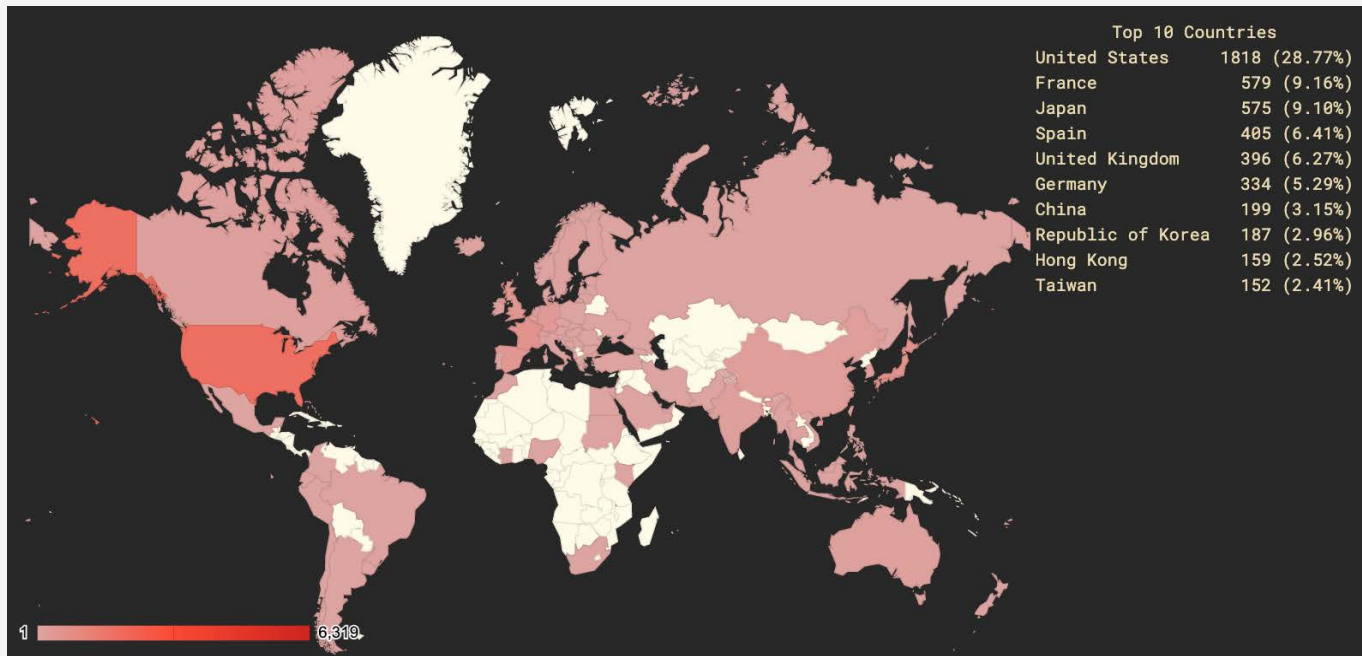 Top 10 Countries
United States 1818 (28.77%)
France 579 (9.16%)
Japan 575 (9.10%)
Spain 405 (6.41%)
United Kingdom 396 (6.27%)
Germany 334 (5.29%)
China 199 (3.15%)
Republic of Korea 187 (2.96%)
Hong Kong 159 (2.52%)
Taiwan 152 (2.41%)
1 6,319